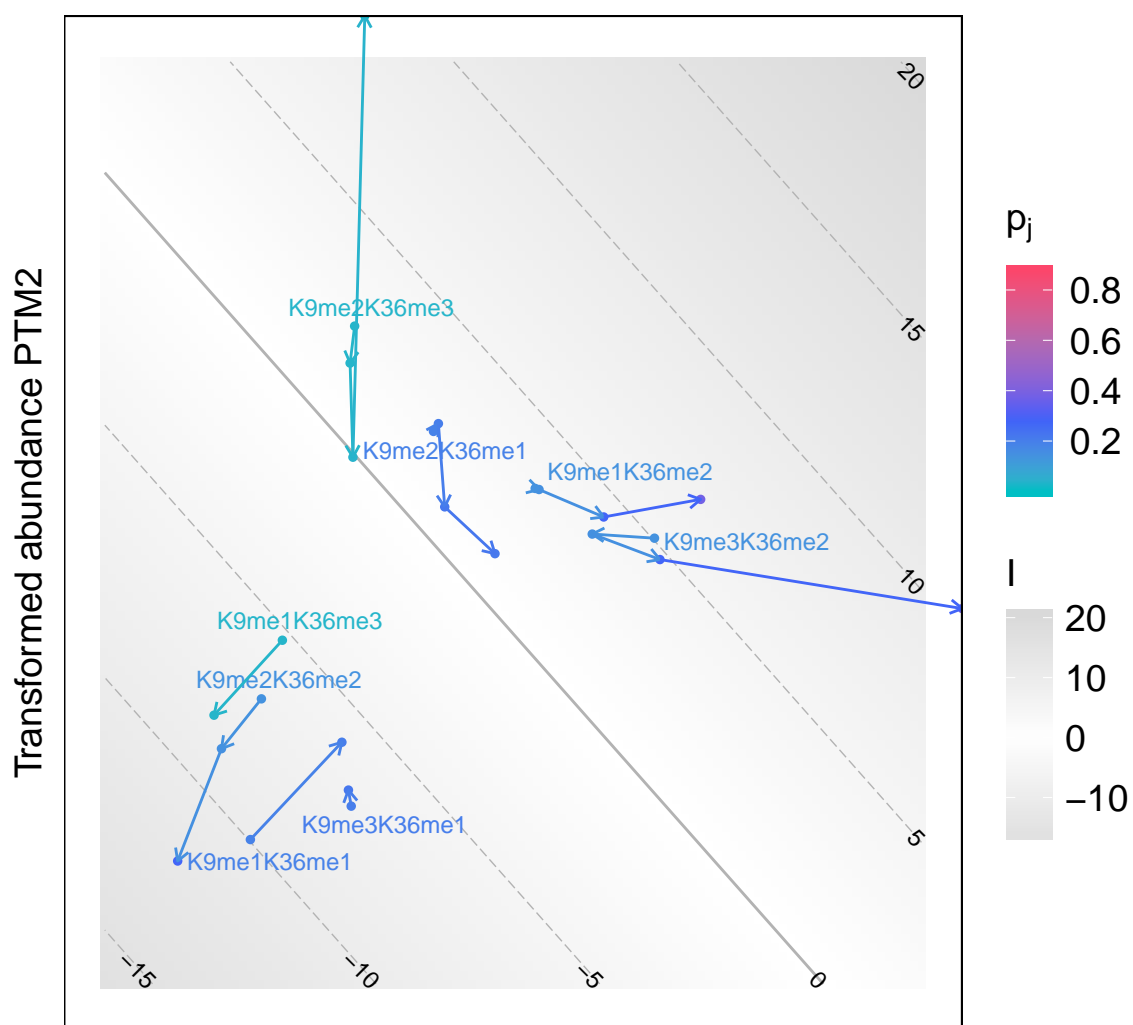 Transformed abundance PTM2
20
15
10
5
0
−5
−10
−15
K9me2K36me3
K9me2K36me1
K9me1K36me2
K9me3K36me2
K9me1K36me3
K9me2K36me2
K9me3K36me1
K9me1K36me1
pj
0.8
0.6
0.4
0.2
I
20
10
0
−10